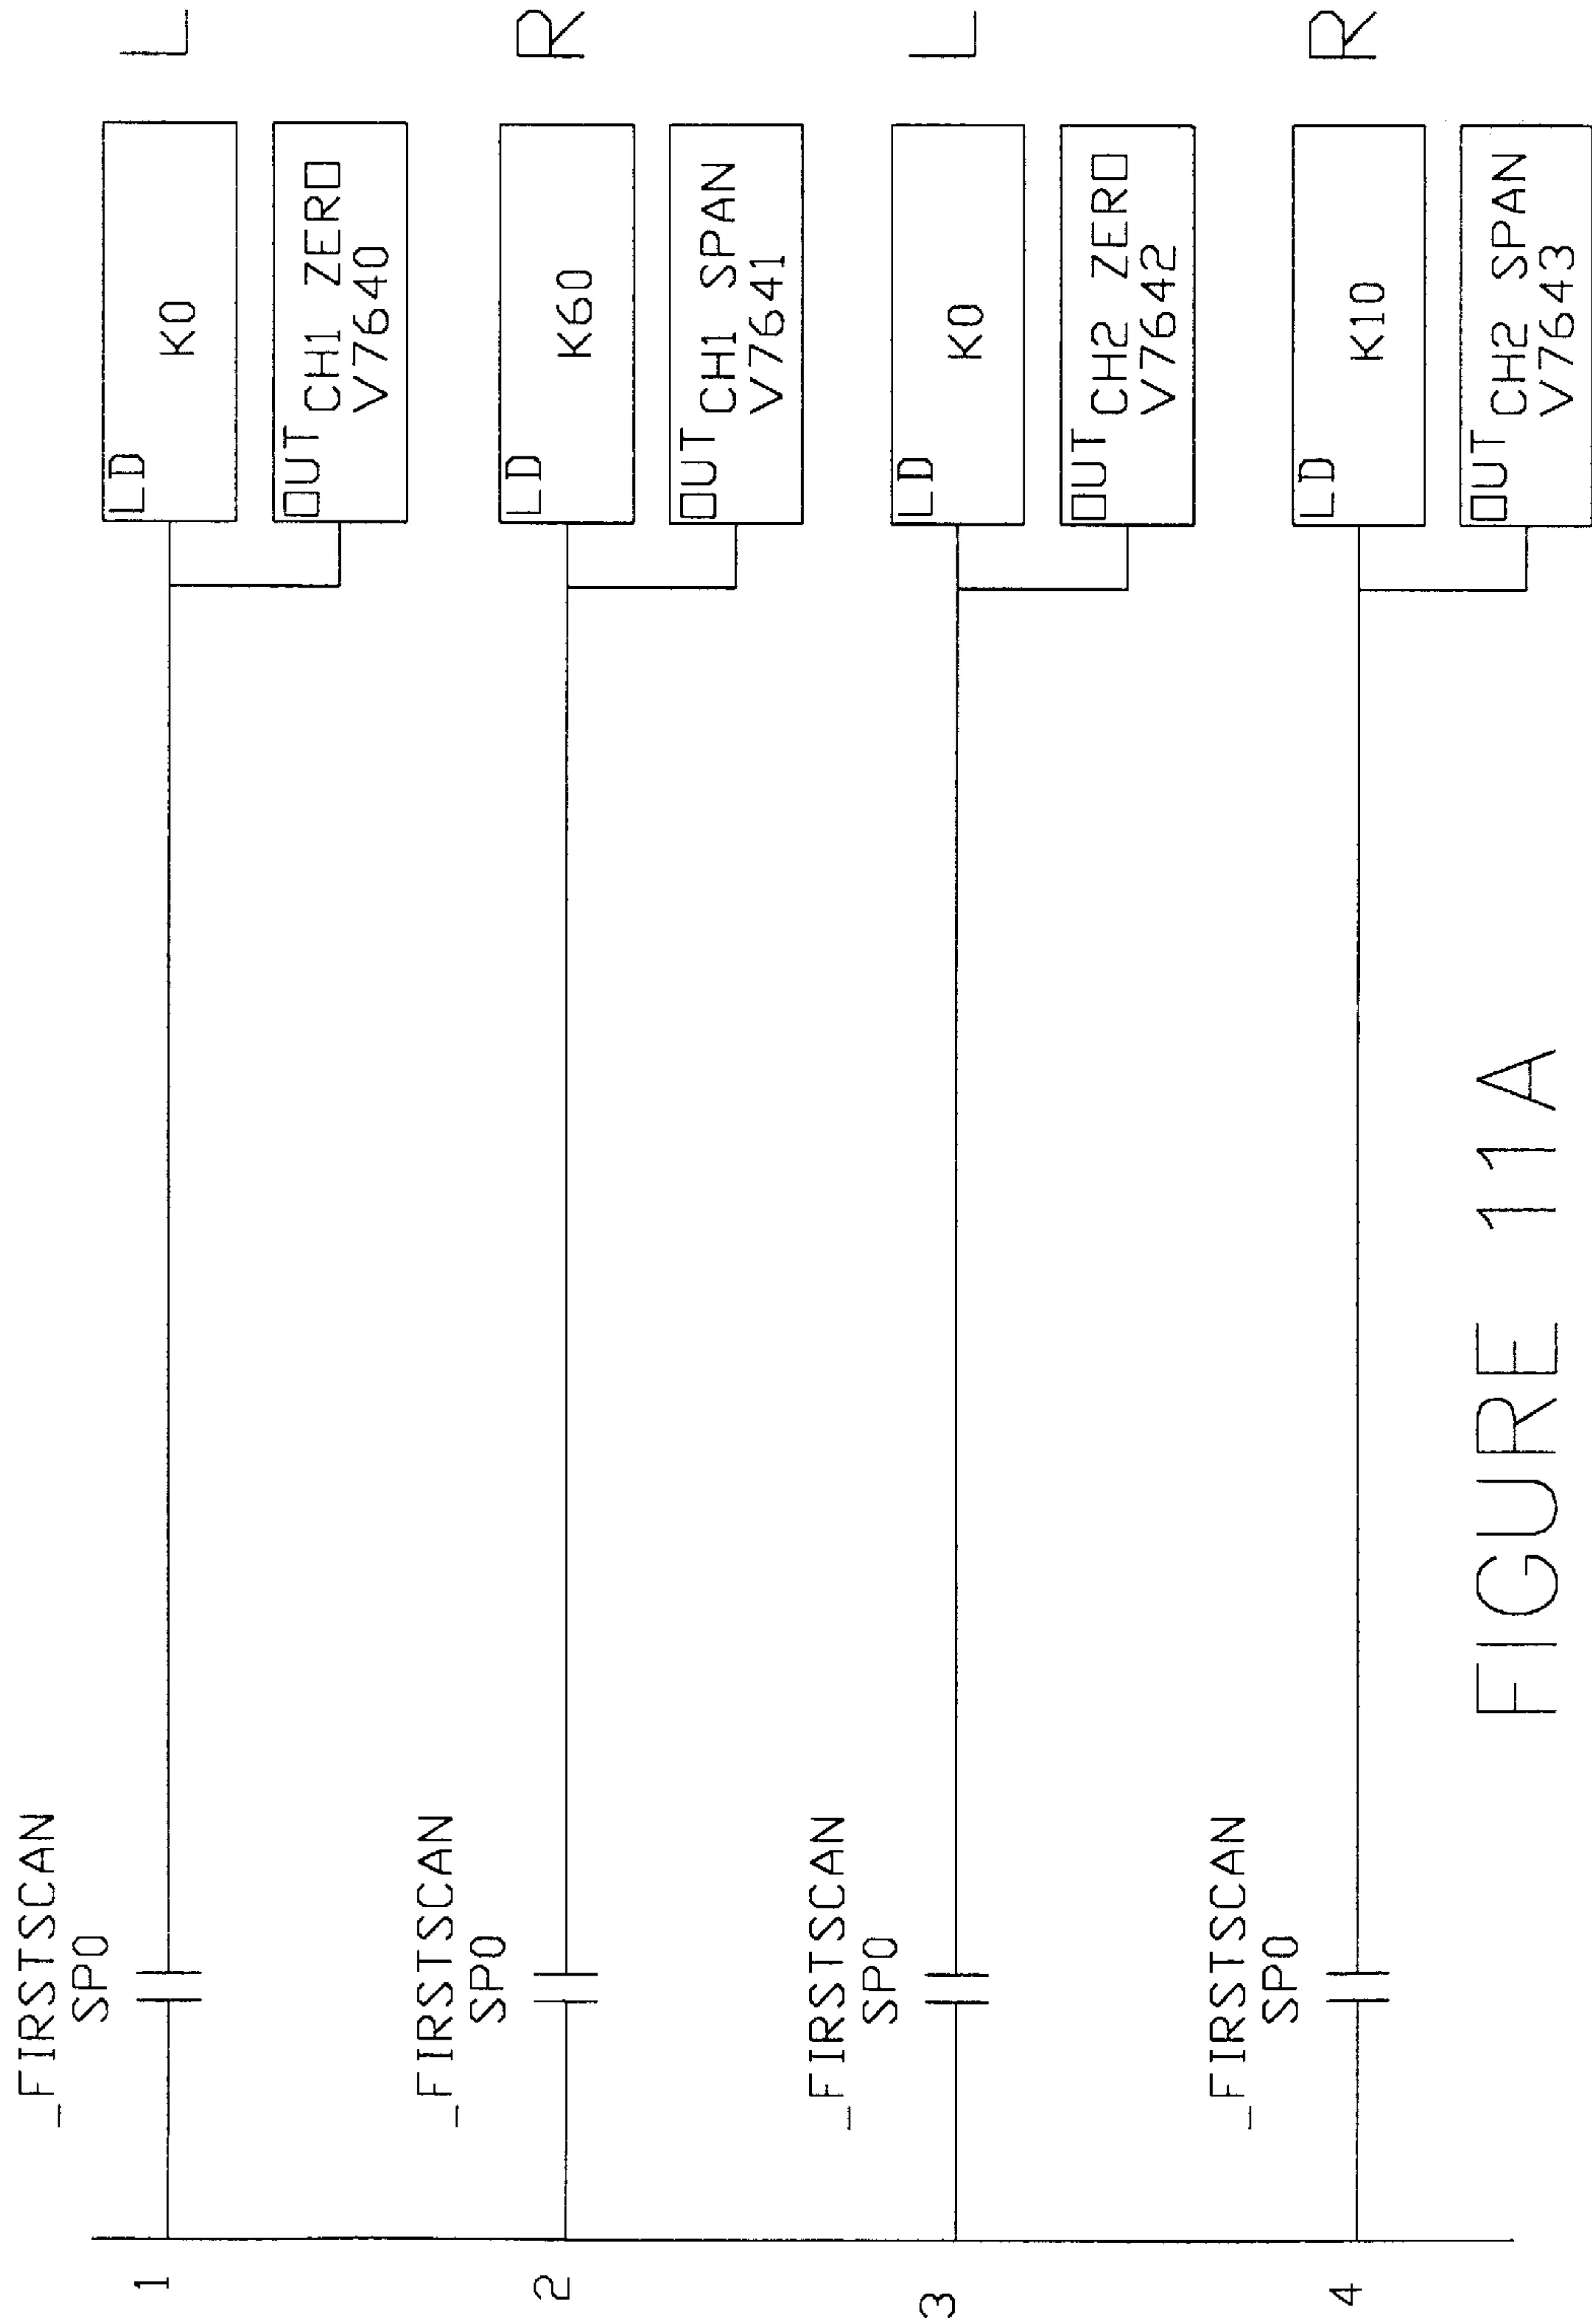 _FIRSTSCAN
SP0
1
LD
K0
L
OUT
CH1 ZERO
V7640
_FIRSTSCAN
SP0
2
LD
K60
R
OUT
CH1 SPAN
V7641
_FIRSTSCAN
SP0
3
LD
K0
L
OUT
CH2 ZERO
V7642
_FIRSTSCAN
SP0
4
LD
K10
R
OUT
CH2 SPAN
V7643
FIGURE 11A